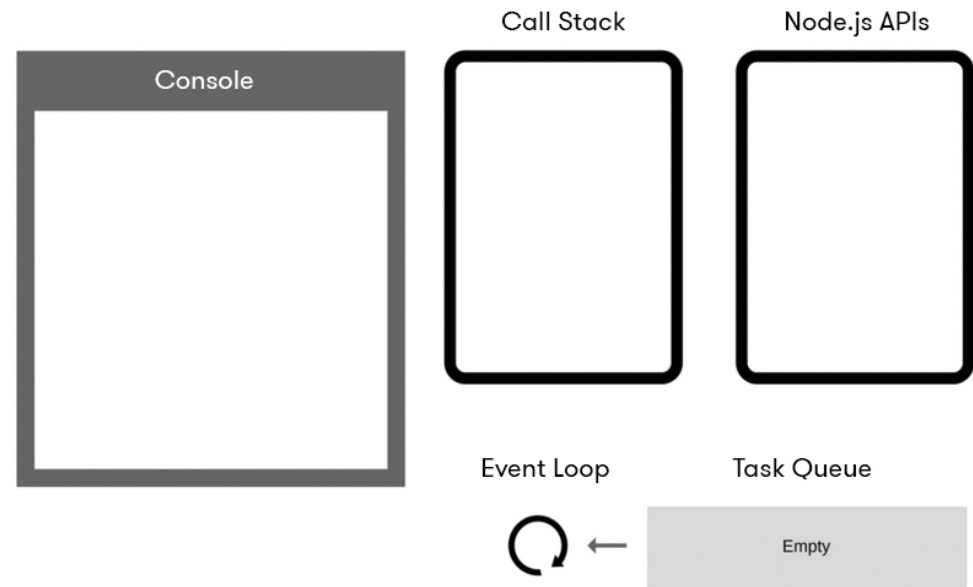 Call Stack
Node.js APIs
Console
Event Loop
Task Queue
Empty